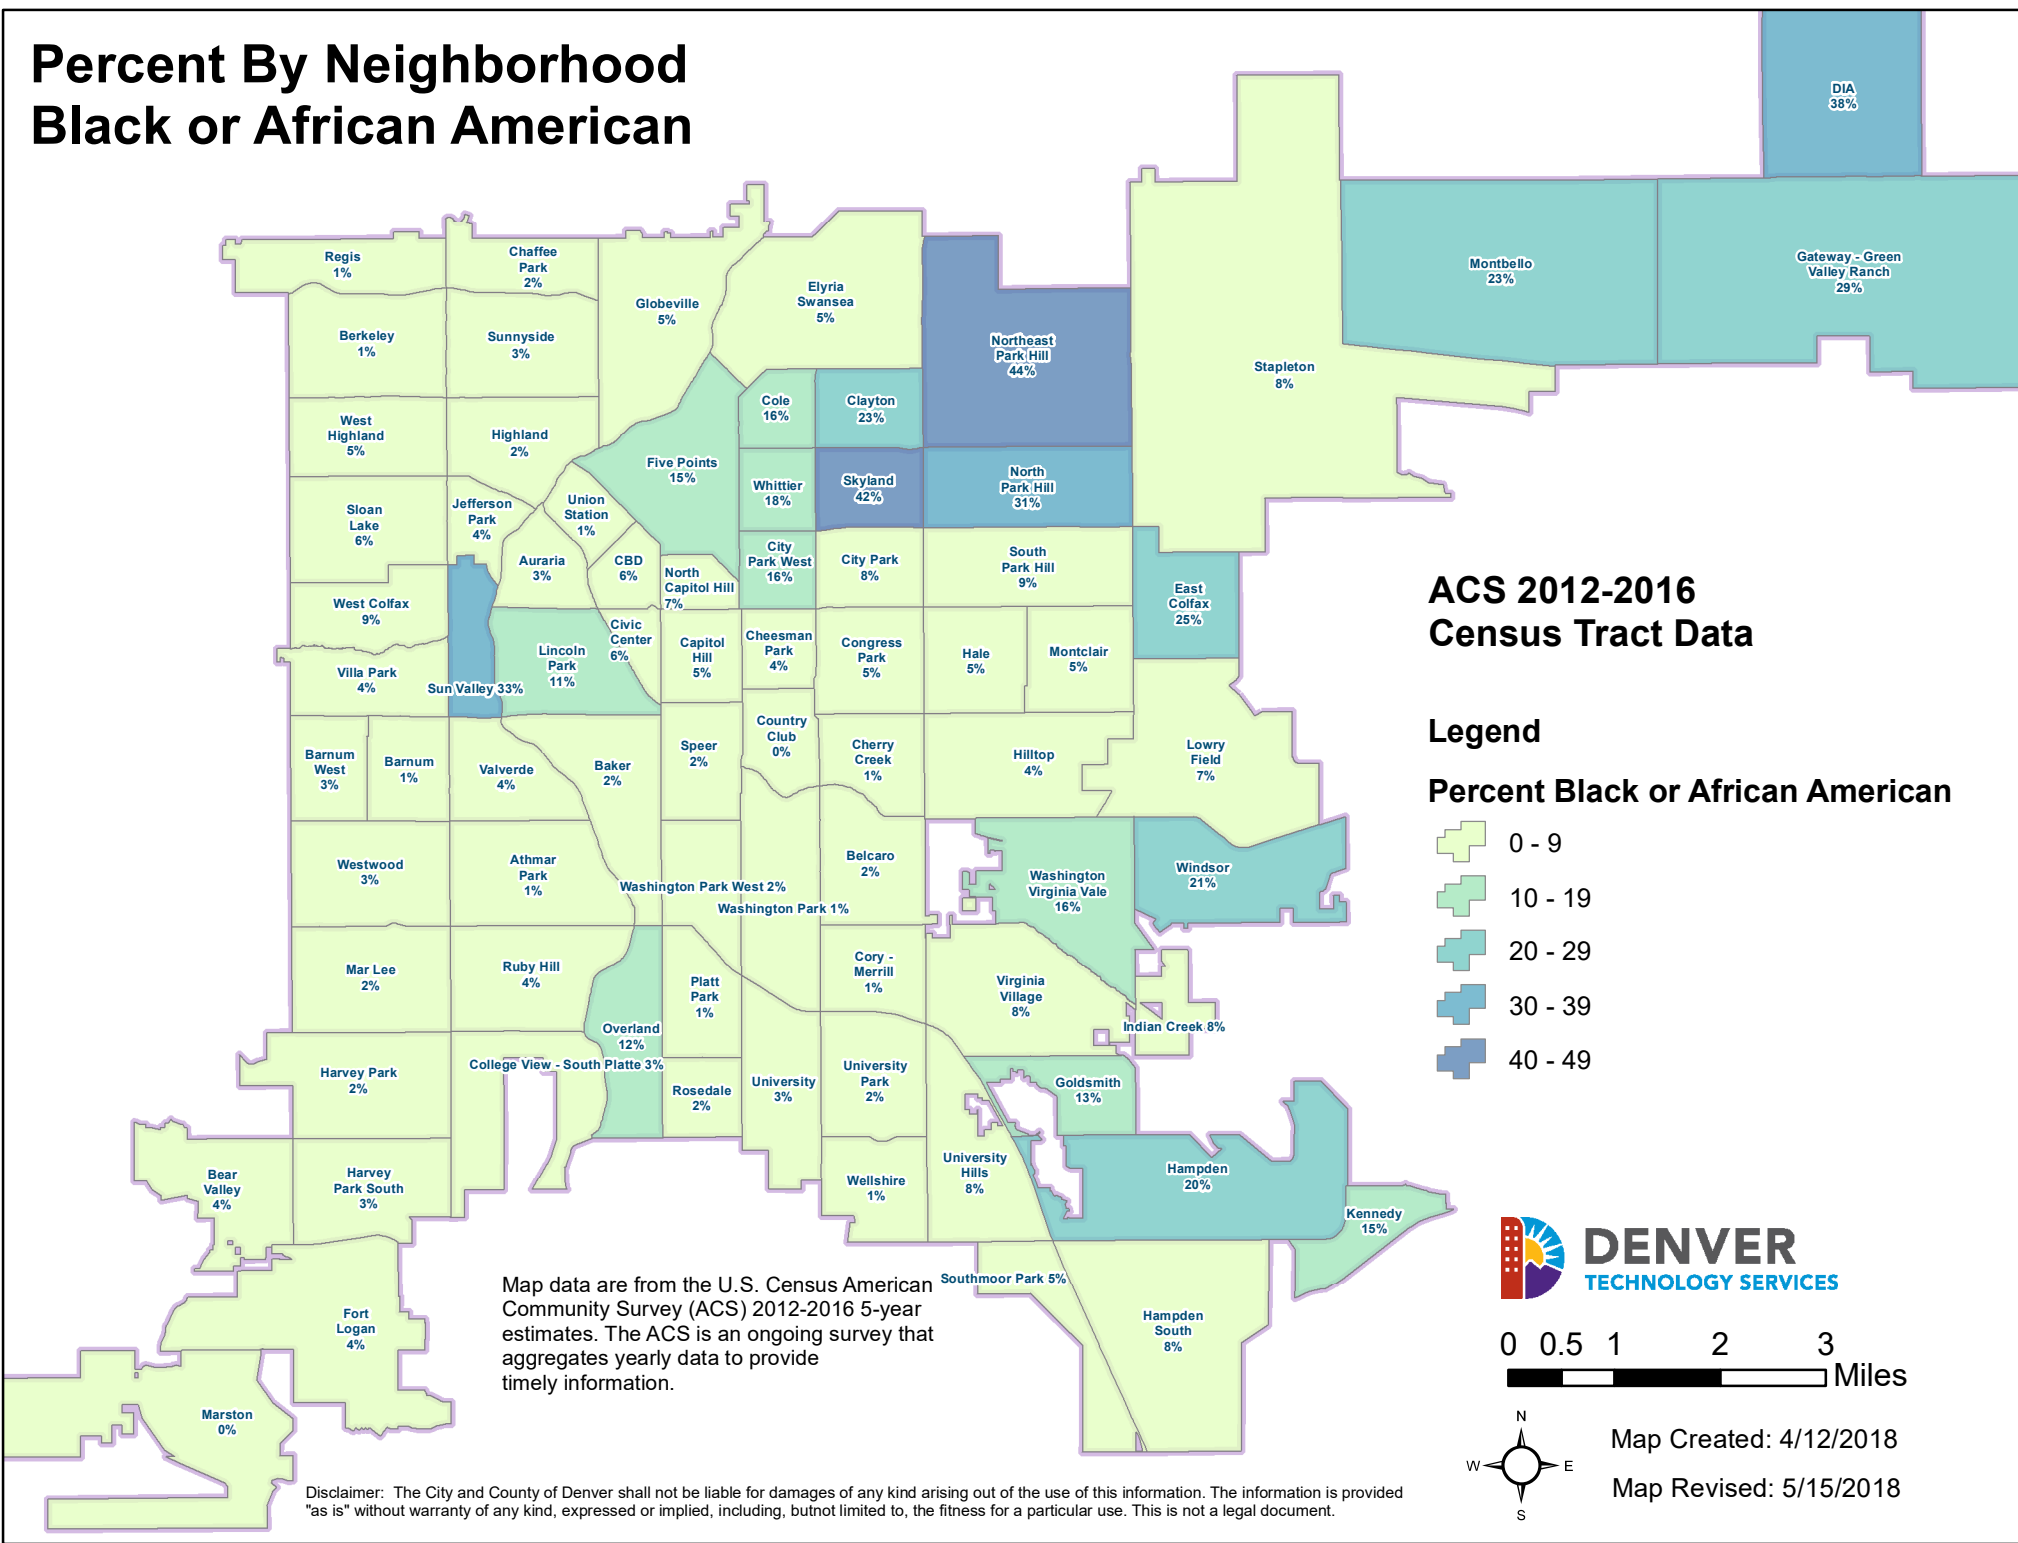 Percent By Neighborhood
Black or African American
DIA
38%
Regis
1%
Chaffee
Park
2%
Globeville
5%
Elyria
Swansea
5%
Montbello
23%
Gateway - Green
Valley Ranch
29%
Berkeley
1%
Sunnyside
3%
Northeast
Park Hill
44%
Stapleton
8%
West
Highland
5%
Highland
2%
Cole
16%
Clayton
23%
Five Points
15%
Whittier
18%
Skyland
42%
North
Park Hill
31%
Sloan
Lake
6%
Jefferson
Park
4%
Union
Station
1%
Auraria
3%
CBD
6%
North
Capitol Hill
7%
City
Park West
16%
City Park
8%
South
Park Hill
9%
East
Colfax
25%
West Colfax
9%
Civic
Center
6%
Capitol
Hill
5%
Cheesman
Park
4%
Congress
Park
5%
Hale
5%
Montclair
5%
Villa Park
4%
Sun Valley 33%
Lincoln
Park
11%
Barnum
West
3%
Barnum
1%
Valverde
4%
Baker
2%
Speer
2%
Country
Club
0%
Cherry
Creek
1%
Hilltop
4%
Lowry
Field
7%
Westwood
3%
Athmar
Park
1%
Washington Park West 2%
Washington Park 1%
Belcaro
2%
Washington
Virginia Vale
16%
Windsor
21%
Mar Lee
2%
Ruby Hill
4%
Platt
Park
1%
Cory -
Merrill
1%
Virginia
Village
8%
Indian Creek 8%
Overland
12%
College View - South Platte 3%
Harvey Park
2%
Rosedale
2%
University
3%
University
Park
2%
Goldsmith
13%
Bear
Valley
4%
Harvey
Park South
3%
Wellshire
1%
University
Hills
8%
Hampden
20%
Kennedy
15%
Southmoor Park 5%
Hampden
South
8%
Fort
Logan
4%
Marston
0%
ACS 2012-2016
Census Tract Data
Legend
Percent Black or African American
0 - 9
10 - 19
20 - 29
30 - 39
40 - 49
Map data are from the U.S. Census American
Community Survey (ACS) 2012-2016 5-year
estimates. The ACS is an ongoing survey that
aggregates yearly data to provide
timely information.
DENVER
TECHNOLOGY SERVICES
0 0.5 1 2 3
Miles
N
W E
S
Map Created: 4/12/2018
Map Revised: 5/15/2018
Disclaimer: The City and County of Denver shall not be liable for damages of any kind arising out of the use of this information. The information is provided
"as is" without warranty of any kind, expressed or implied, including, butnot limited to, the fitness for a particular use. This is not a legal document.